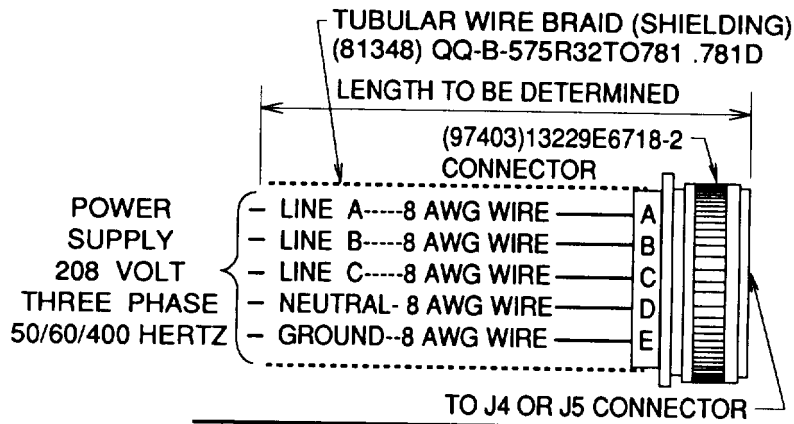 TUBULAR WIRE BRAID (SHIELDING)
(81348) QQ-B-575R32TO781 .781D
LENGTH TO BE DETERMINED
(97403)13229E6718-2
CONNECTOR
POWER
SUPPLY
208 VOLT
THREE PHASE
50/60/400 HERTZ
- LINE A-----8 AWG WIRE A
- LINE B-----8 AWG WIRE B
- LINE C-----8 AWG WIRE C
- NEUTRAL- 8 AWG WIRE D
- GROUND--8 AWG WIRE E
TO J4 OR J5 CONNECTOR